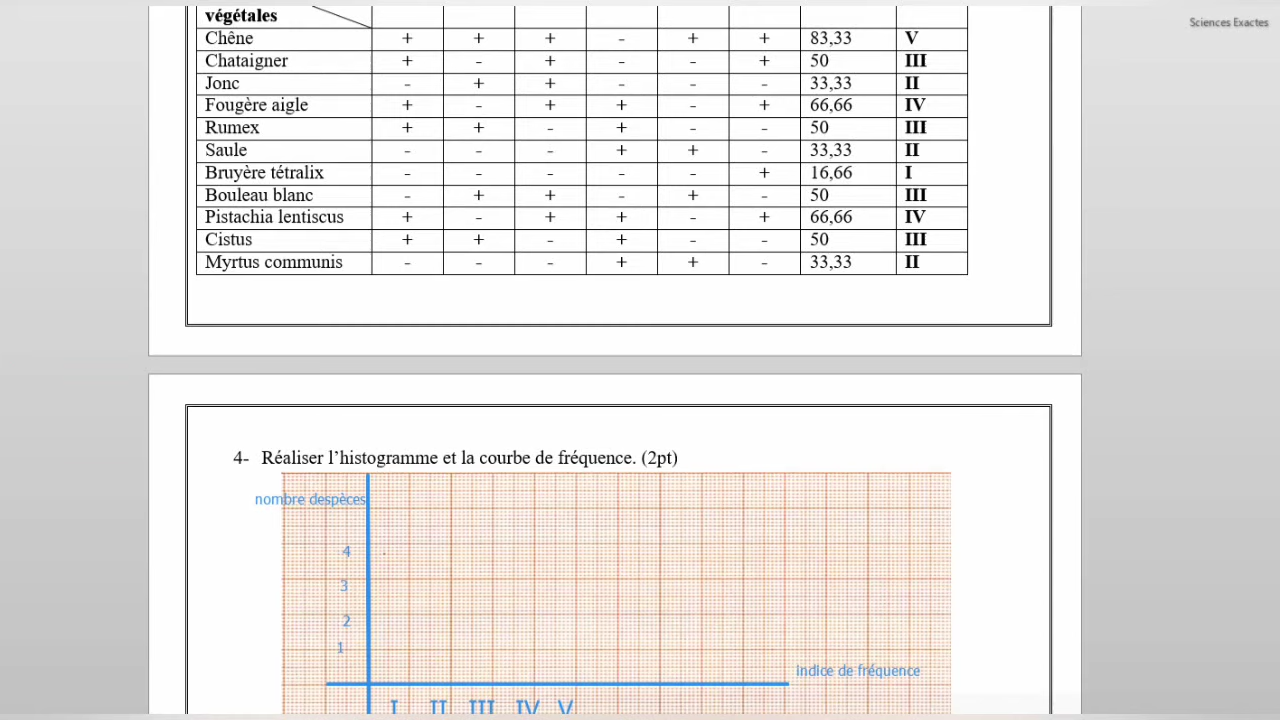 Sciences Exactes
végétales
Chêne + + + - + + 83,33 V
Chataigner + - + - - + 50 III
Jonc - + + - - - 33,33 II
Fougère aigle + - + + - + 66,66 IV
Rumex + + - + - - 50 III
Saule - - - + + - 33,33 II
Bruyère tétralix - - - - - + 16,66 I
Bouleau blanc - + + - + - 50 III
Pistachia lentiscus + - + + - + 66,66 IV
Cistus + + - + - - 50 III
Myrtus communis - - - + + - 33,33 II
4- Réaliser l’histogramme et la courbe de fréquence. (2pt)
nombre despèces
4
3
2
1
indice de fréquence
I II III IV V